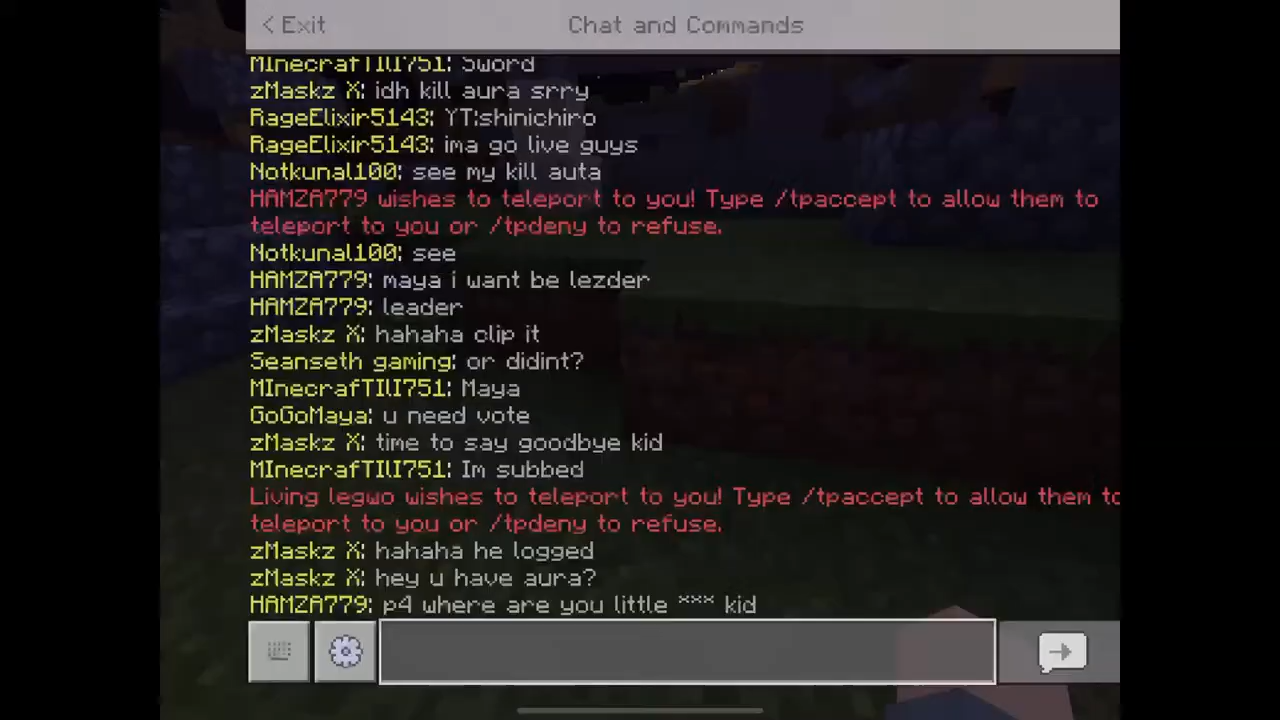 < Exit
Chat and Commands
MInecrafTIlI751: Sword
zMaskz X: idh kill aura srry
RageElixir5143: YT:shinichiro
RageElixir5143: ima go live guys
Notkunal100: see my kill auta
HAMZA779 wishes to teleport to you! Type /tpaccept to allow them to
teleport to you or /tpdeny to refuse.
Notkunal100: see
HAMZA779: maya i want be lezder
HAMZA779: leader
zMaskz X: hahaha clip it
Seanseth gaming: or didint?
MInecrafTIlI751: Maya
GoGoMaya: u need vote
zMaskz X: time to say goodbye kid
MInecrafTIlI751: Im subbed
Living legwo wishes to teleport to you! Type /tpaccept to allow them to
teleport to you or /tpdeny to refuse.
zMaskz X: hahaha he logged
zMaskz X: hey u have aura?
HAMZA779: p4 where are you little *** kid